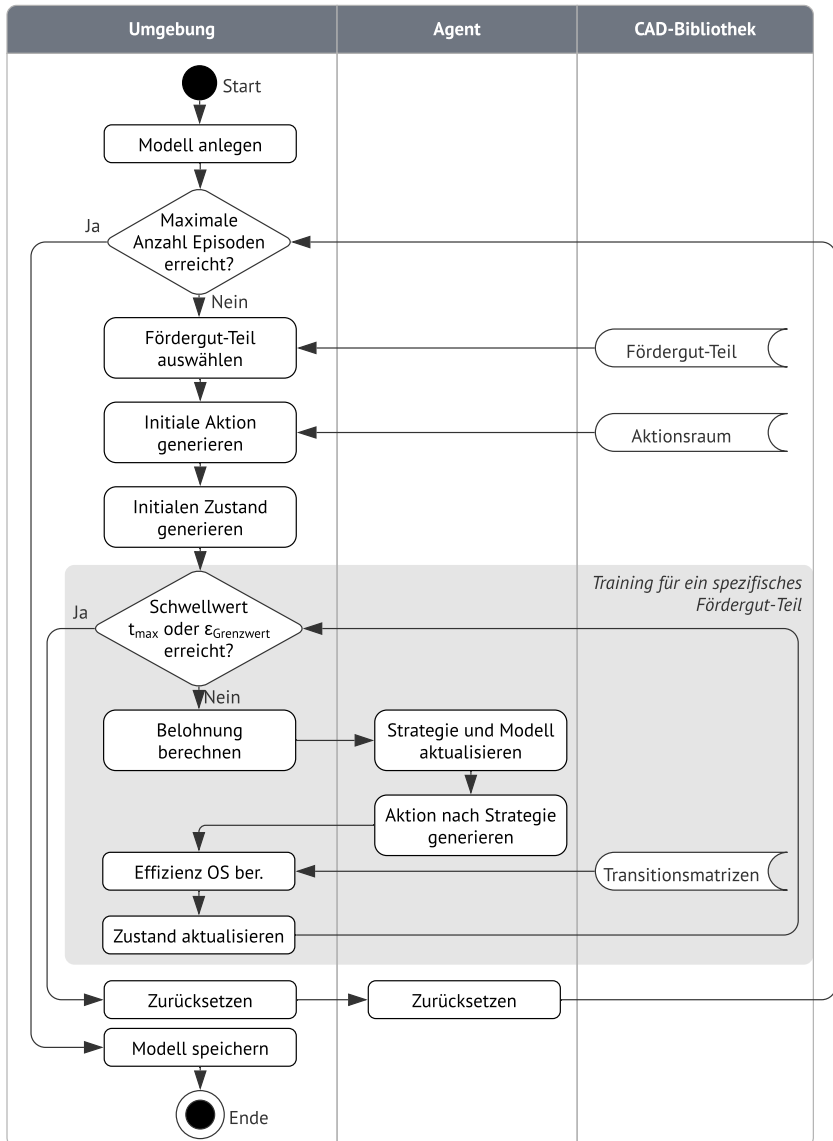 Umgebung
Agent
CAD-Bibliothek
Start
Modell anlegen
Ja
Maximale
Anzahl Episoden
erreicht?
Nein
Fördergut-Teil
auswählen
Fördergut-Teil
Initiale Aktion
generieren
Aktionsraum
Initialen Zustand
generieren
Training für ein spezifisches
Fördergut-Teil
Ja
Schwellwert
tmax oder εGrenzwert
erreicht?
Nein
Belohnung
berechnen
Strategie und Modell
aktualisieren
Aktion nach Strategie
generieren
Effizienz OS ber.
Transitionsmatrizen
Zustand aktualisieren
Zurücksetzen
Zurücksetzen
Modell speichern
Ende